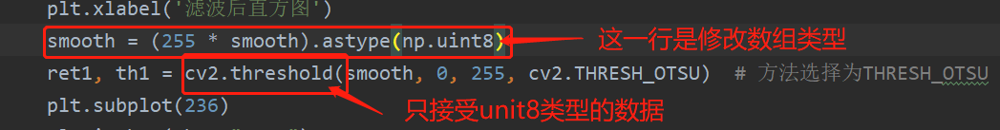 plt.xlabel('滤波后直方图')
smooth = (255 * smooth).astype(np.uint8) 这一行是修改数组类型
ret1, th1 = cv2.threshold(smooth, 0, 255, cv2.THRESH_OTSU)  # 方法选择为THRESH_OTSU
plt.subplot(236) 只接受unit8类型的数据